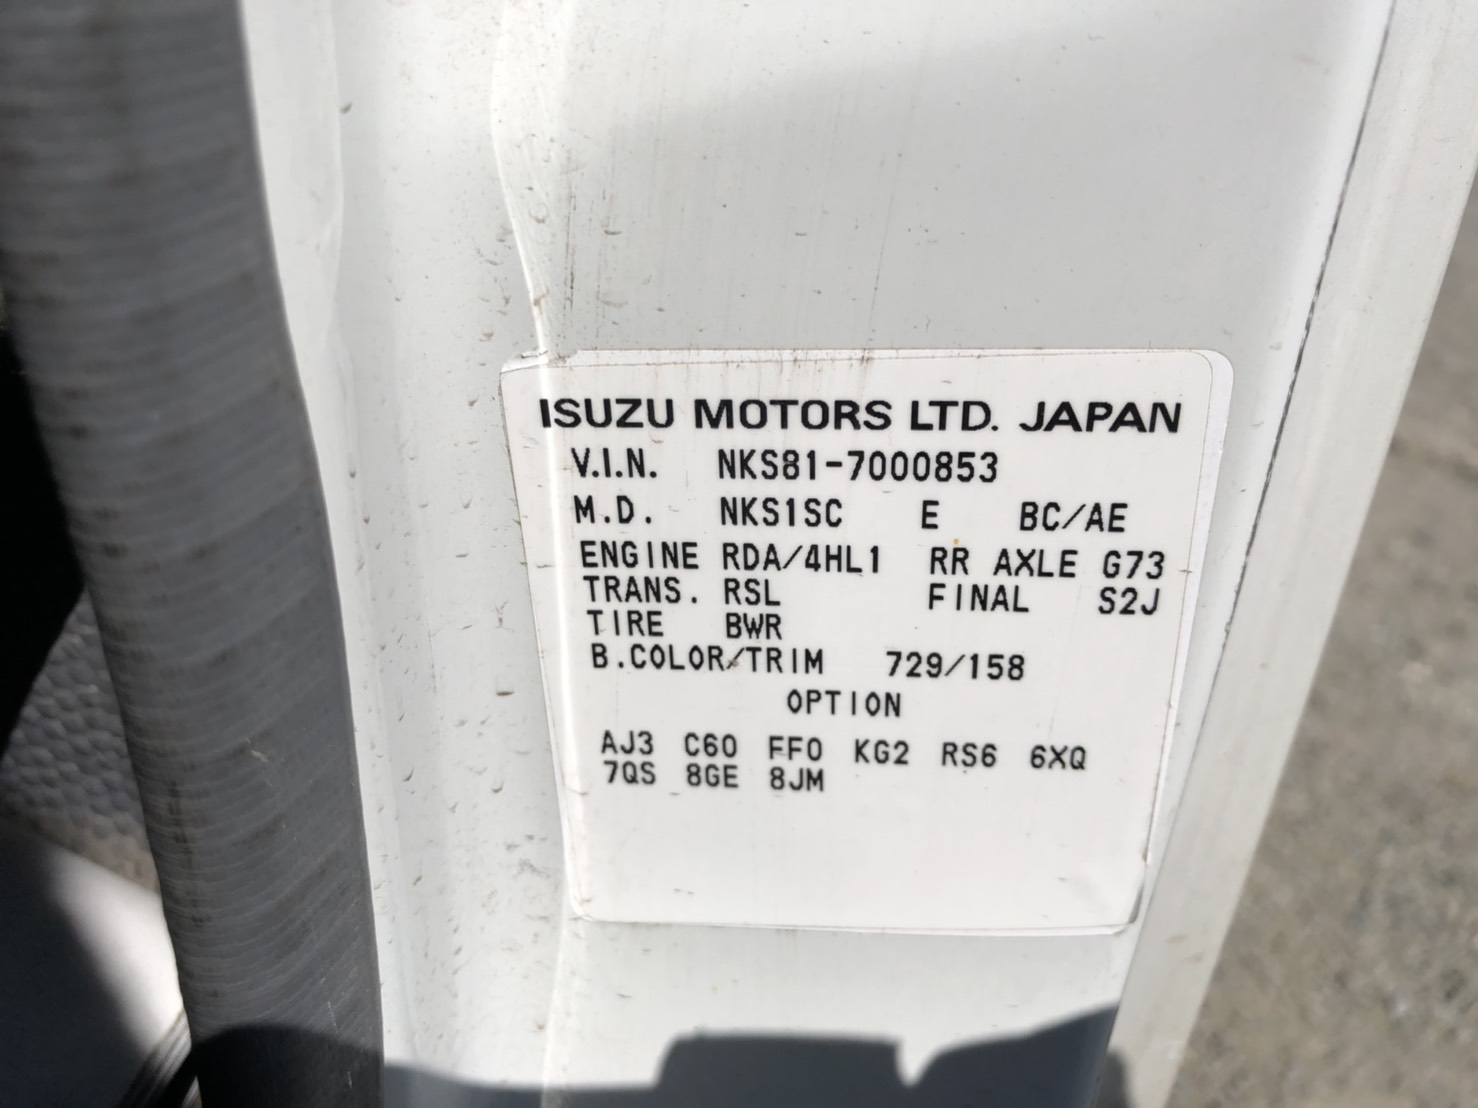 ISUZU MOTORS LTD. JAPAN
V.I.N. NKS81-7000853
M.D. NKS1SC E BC/AE
ENGINE RDA/4HL1 RR AXLE G73
TRANS. RSL FINAL S2J
TIRE BWR
B.COLOR/TRIM 729/158
OPTION
AJ3 C60 FF0 KG2 RS6 6XQ
7QS 8GE 8JM